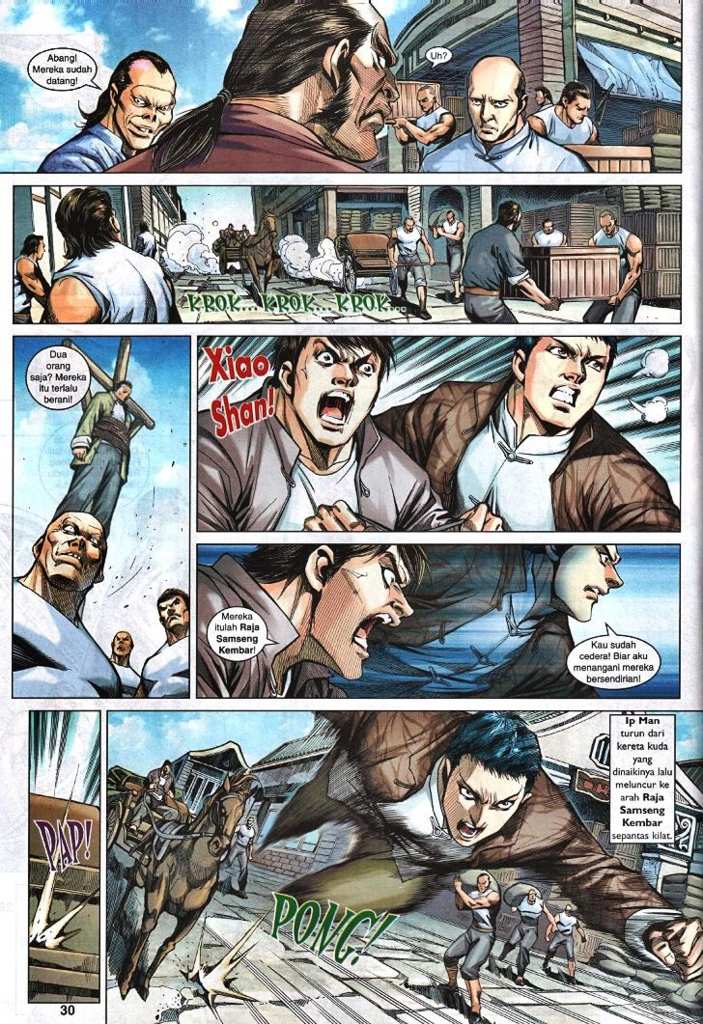 Abang!
Mereka sudah
datang!
Uh?
KROK... KROK... KROK...
Dua
orang
saja? Mereka
itu terlalu
berani!
Xiao
Shan!
Mereka
itulah Raja
Samseng
Kembar!
Kau sudah
cedera! Biar aku
menangani mereka
bersendirian!
PAP!
Ip Man
turun dari
kereta kuda
yang
dinaikinya lalu
meluncur ke
arah Raja
Samseng
Kembar
sepantas kilat.
PONG!
30